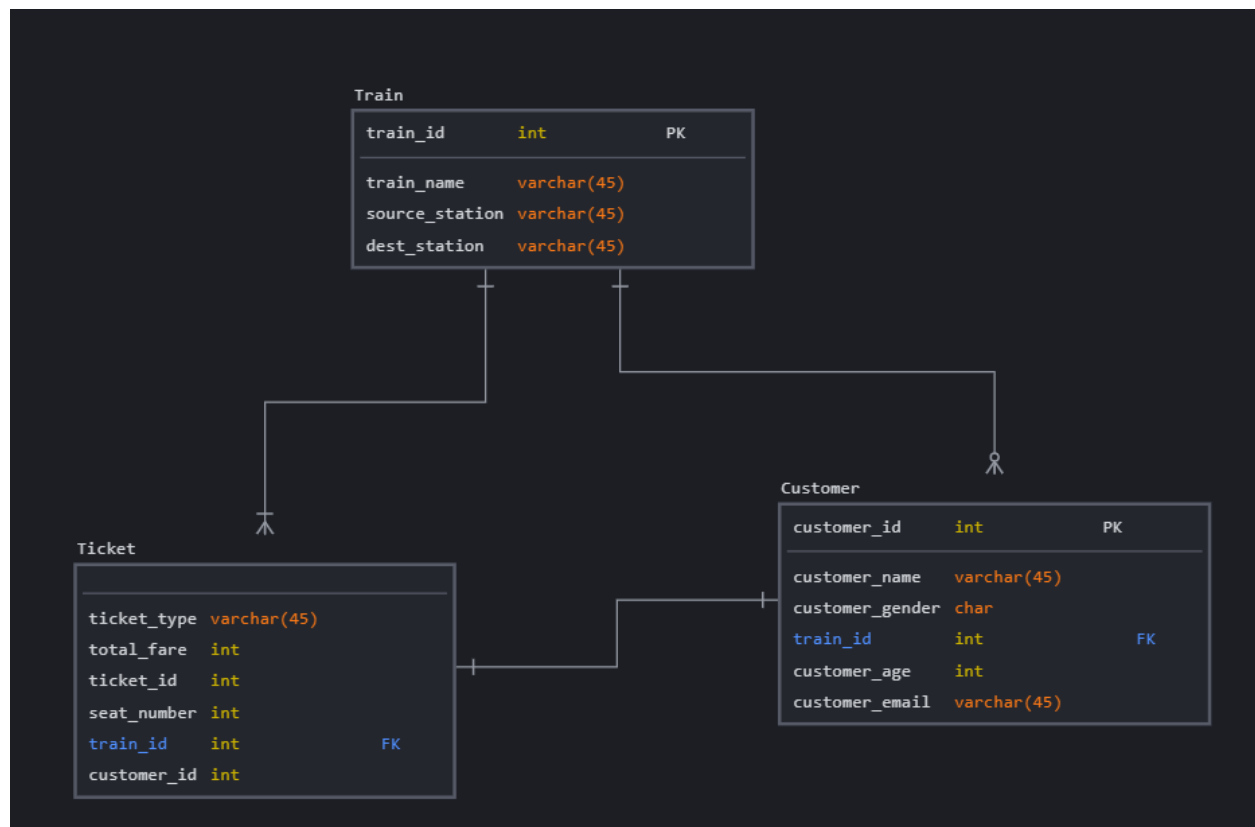 Train
train_id int PK
train_name varchar(45)
source_station varchar(45)
dest_station varchar(45)
Customer
customer_id int PK
customer_name varchar(45)
customer_gender char
train_id int FK
customer_age int
customer_email varchar(45)
Ticket
ticket_type varchar(45)
total_fare int
ticket_id int
seat_number int
train_id int FK
customer_id int